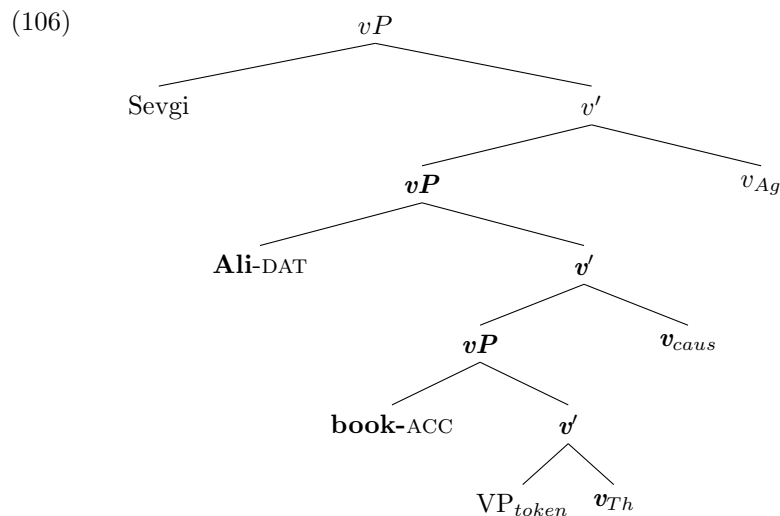 (106)
vP
Sevgi v′
vP v_Ag
Ali-DAT v′
vP v_caus
book-ACC v′
VP_token v_Th